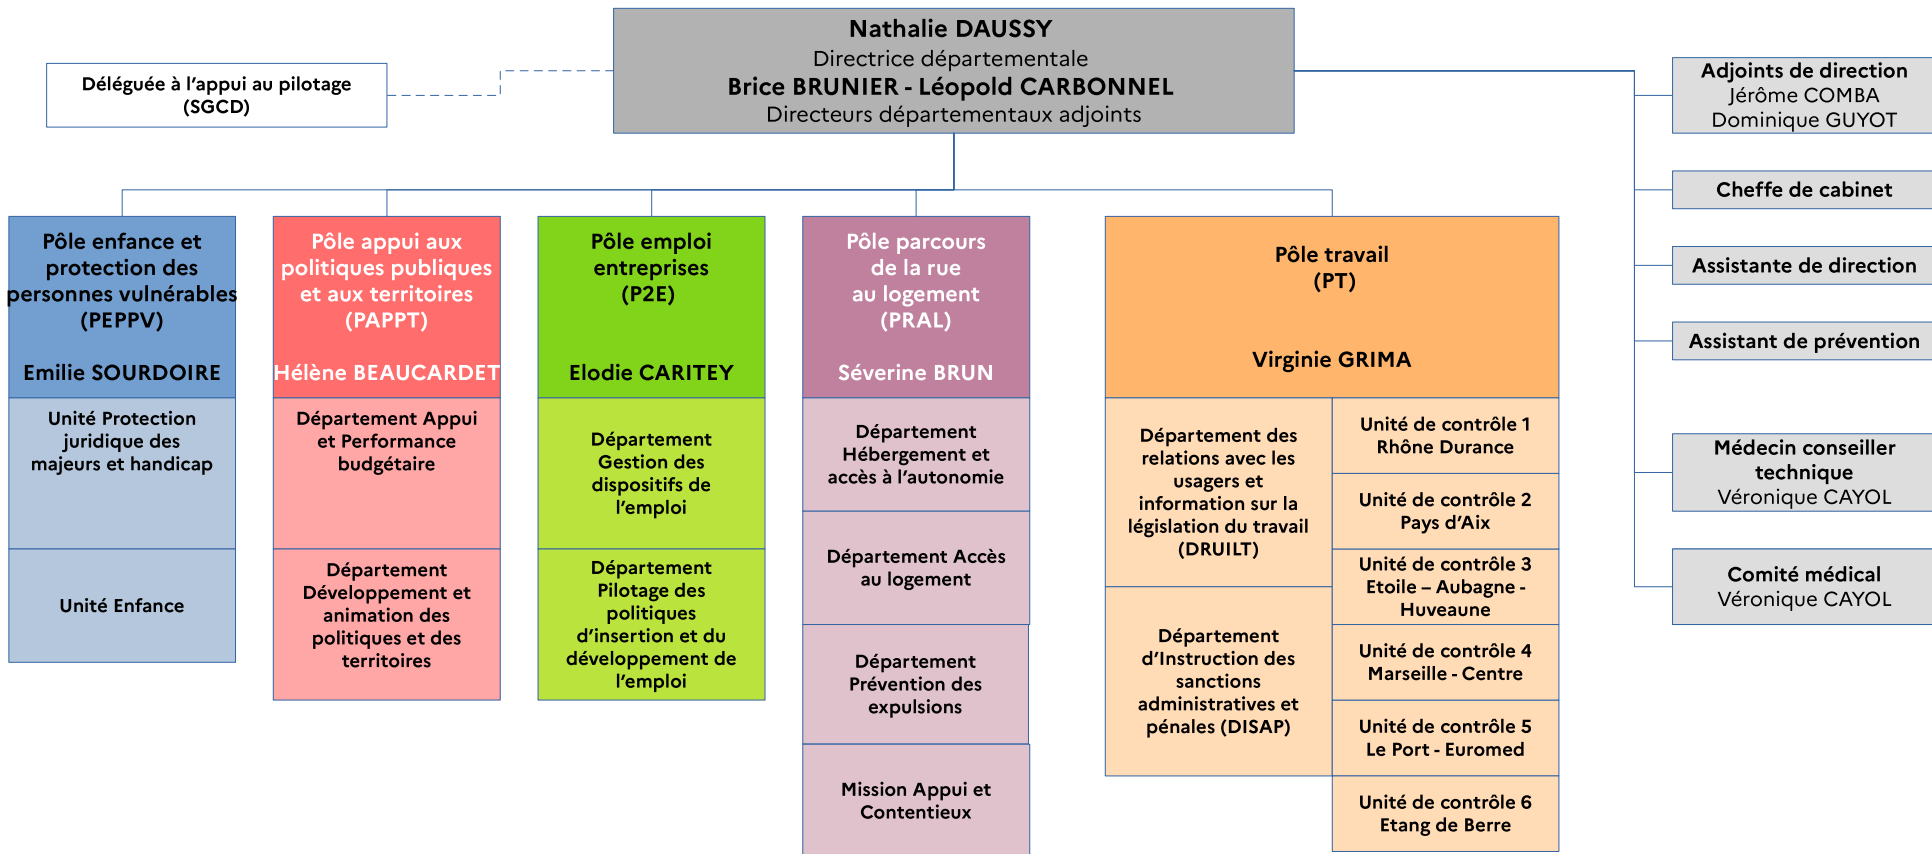 Nathalie DAUSSY
Directrice départementale
Brice BRUNIER - Léopold CARBONNEL
Directeurs départementaux adjoints
Déléguée à l'appui au pilotage
(SGCD)
Adjoints de direction
Jérôme COMBA
Dominique GUYOT
Cheffe de cabinet
Assistante de direction
Assistant de prévention
Médecin conseiller
technique
Véronique CAYOL
Comité médical
Véronique CAYOL
Pôle enfance et
protection des
personnes vulnérables
(PEPPV)
Emilie SOURDOIRE
Unité Protection
juridique des
majeurs et handicap
Unité Enfance
Pôle appui aux
politiques publiques
et aux territoires
(PAPPT)
Hélène BEAUCARDET
Département Appui
et Performance
budgétaire
Département
Développement et
animation des
politiques et des
territoires
Pôle emploi
entreprises
(P2E)
Elodie CARITEY
Département
Gestion des
dispositifs de
l'emploi
Département
Pilotage des
politiques
d'insertion et du
développement de
l'emploi
Pôle parcours
de la rue
au logement
(PRAL)
Séverine BRUN
Département
Hébergement et
accès à l'autonomie
Département Accès
au logement
Département
Prévention des
expulsions
Mission Appui et
Contentieux
Pôle travail
(PT)
Virginie GRIMA
Département des
relations avec les
usagers et
information sur la
législation du travail
(DRUILT)
Département
d'Instruction des
sanctions
administratives et
pénales (DISAP)
Unité de contrôle 1
Rhône Durance
Unité de contrôle 2
Pays d'Aix
Unité de contrôle 3
Etoile – Aubagne -
Huveaune
Unité de contrôle 4
Marseille - Centre
Unité de contrôle 5
Le Port - Euromed
Unité de contrôle 6
Etang de Berre